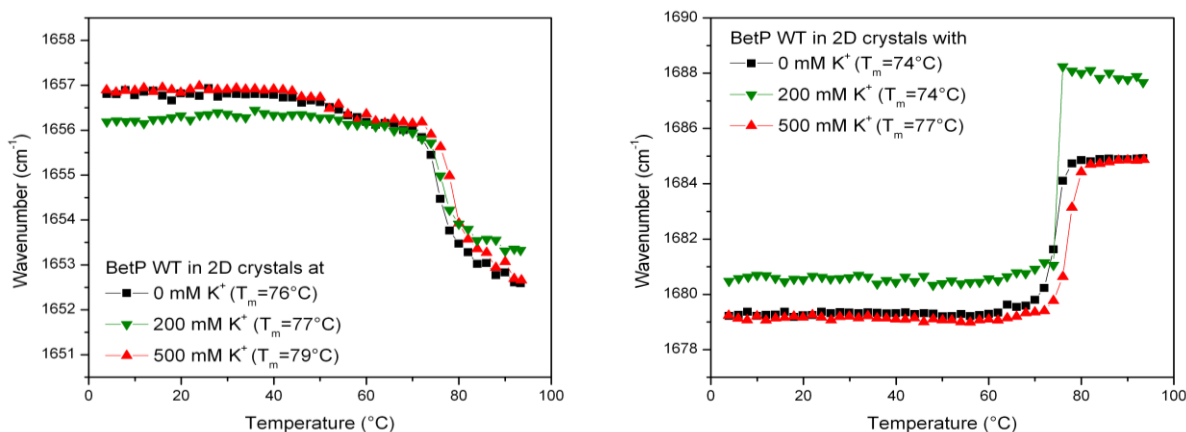 1658
1657
1656
1655
1654
1653
1652
1651
Wavenumber (cm⁻¹)
BetP WT in 2D crystals at
0 mM K⁺ (Tₘ=76°C)
200 mM K⁺ (Tₘ=77°C)
500 mM K⁺ (Tₘ=79°C)
0 20 40 60 80 100
Temperature (°C)
1690
1688
1686
1684
1682
1680
1678
Wavenumber (cm⁻¹)
BetP WT in 2D crystals with
0 mM K⁺ (Tₘ=74°C)
200 mM K⁺ (Tₘ=74°C)
500 mM K⁺ (Tₘ=77°C)
0 20 40 60 80 100
Temperature (°C)